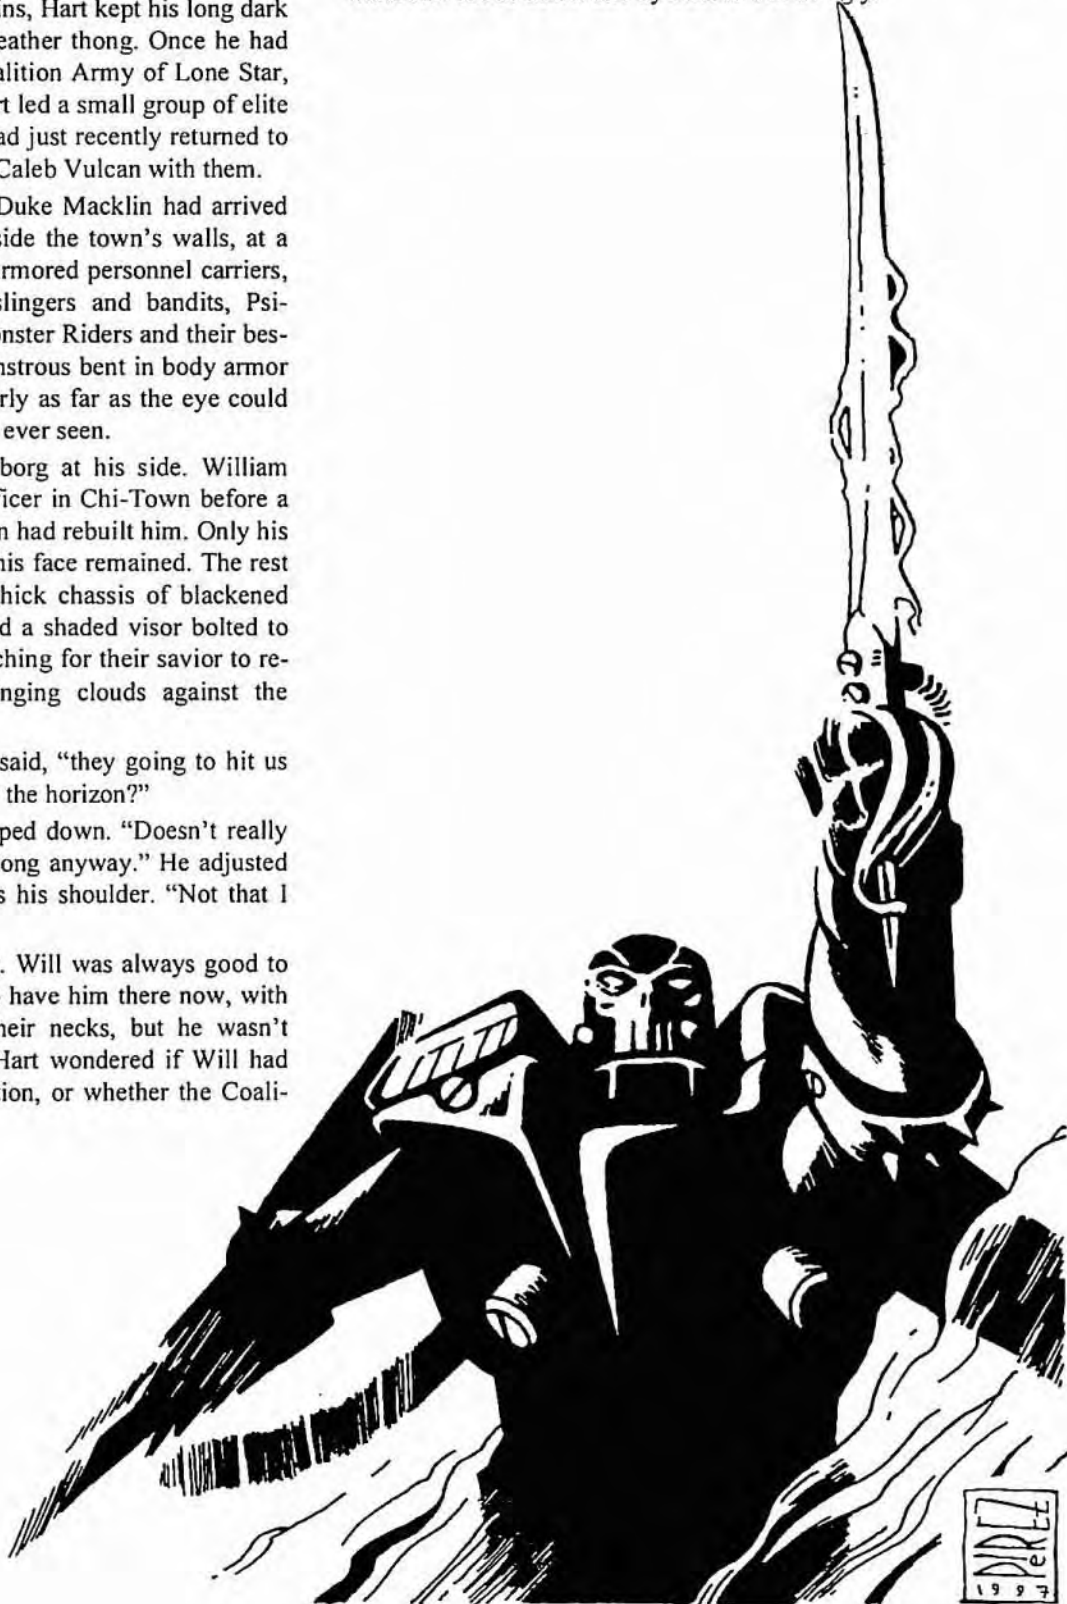 ins, Hart kept his long dark
eather thong. Once he had
alition Army of Lone Star,
rt led a small group of elite
ad just recently returned to
Caleb Vulcan with them.
Duke Macklin had arrived
side the town's walls, at a
rmored personnel carriers,
slingers and bandits, Psi-
onster Riders and their bes-
nstrous bent in body armor
rly as far as the eye could
ever seen.
borg at his side. William
ficer in Chi-Town before a
n had rebuilt him. Only his
his face remained. The rest
hick chassis of blackened
d a shaded visor bolted to
ching for their savior to re-
nging clouds against the
said, “they going to hit us
the horizon?”
ped down. “Doesn't really
ong anyway.” He adjusted
s his shoulder. “Not that I
. Will was always good to
have him there now, with
heir necks, but he wasn't
Hart wondered if Will had
tion, or whether the Coali-
PEREZ
1997